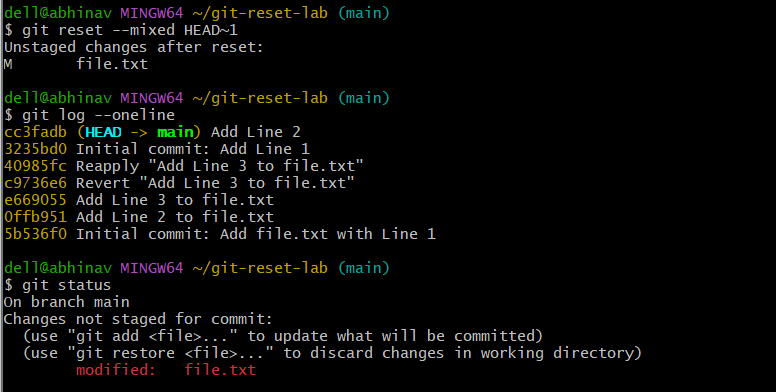 dell@abhinav MINGW64 ~/git-reset-lab (main)
$ git reset --mixed HEAD~1
Unstaged changes after reset:
M       file.txt
dell@abhinav MINGW64 ~/git-reset-lab (main)
$ git log --oneline
cc3fadb (HEAD -> main) Add Line 2
3235bd0 Initial commit: Add Line 1
40985fc Reapply "Add Line 3 to file.txt"
c9736e6 Revert "Add Line 3 to file.txt"
e669055 Add Line 3 to file.txt
0ffb951 Add Line 2 to file.txt
5b536f0 Initial commit: Add file.txt with Line 1
dell@abhinav MINGW64 ~/git-reset-lab (main)
$ git status
On branch main
Changes not staged for commit:
  (use "git add <file>..." to update what will be committed)
  (use "git restore <file>..." to discard changes in working directory)
        modified:   file.txt